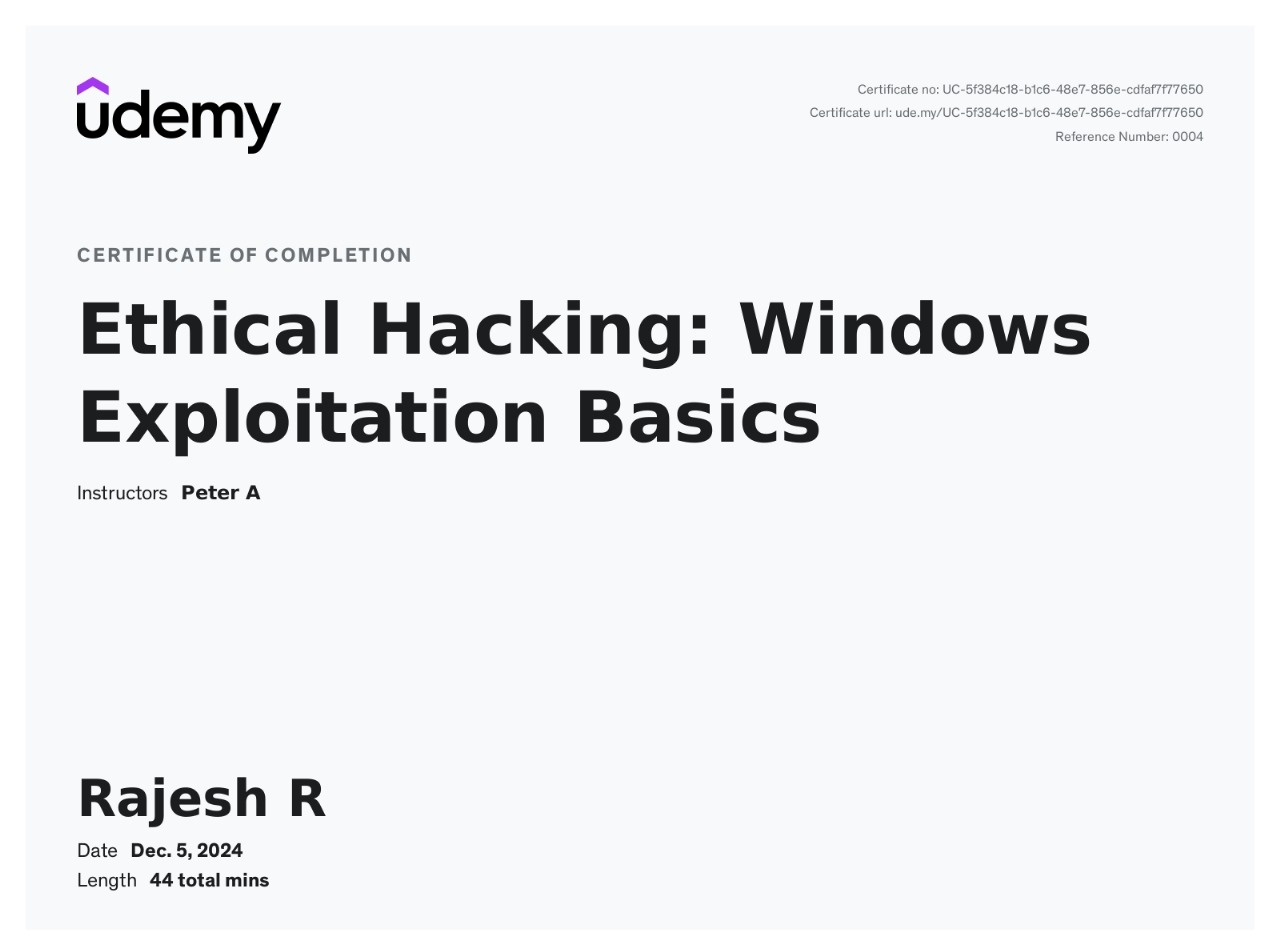 udemy
Certificate no: UC-5f384c18-b1c6-48e7-856e-cdfaf7f77650
Certificate url: ude.my/UC-5f384c18-b1c6-48e7-856e-cdfaf7f77650
Reference Number: 0004
CERTIFICATE OF COMPLETION
Ethical Hacking: Windows
Exploitation Basics
Instructors Peter A
Rajesh R
Date Dec. 5, 2024
Length 44 total mins